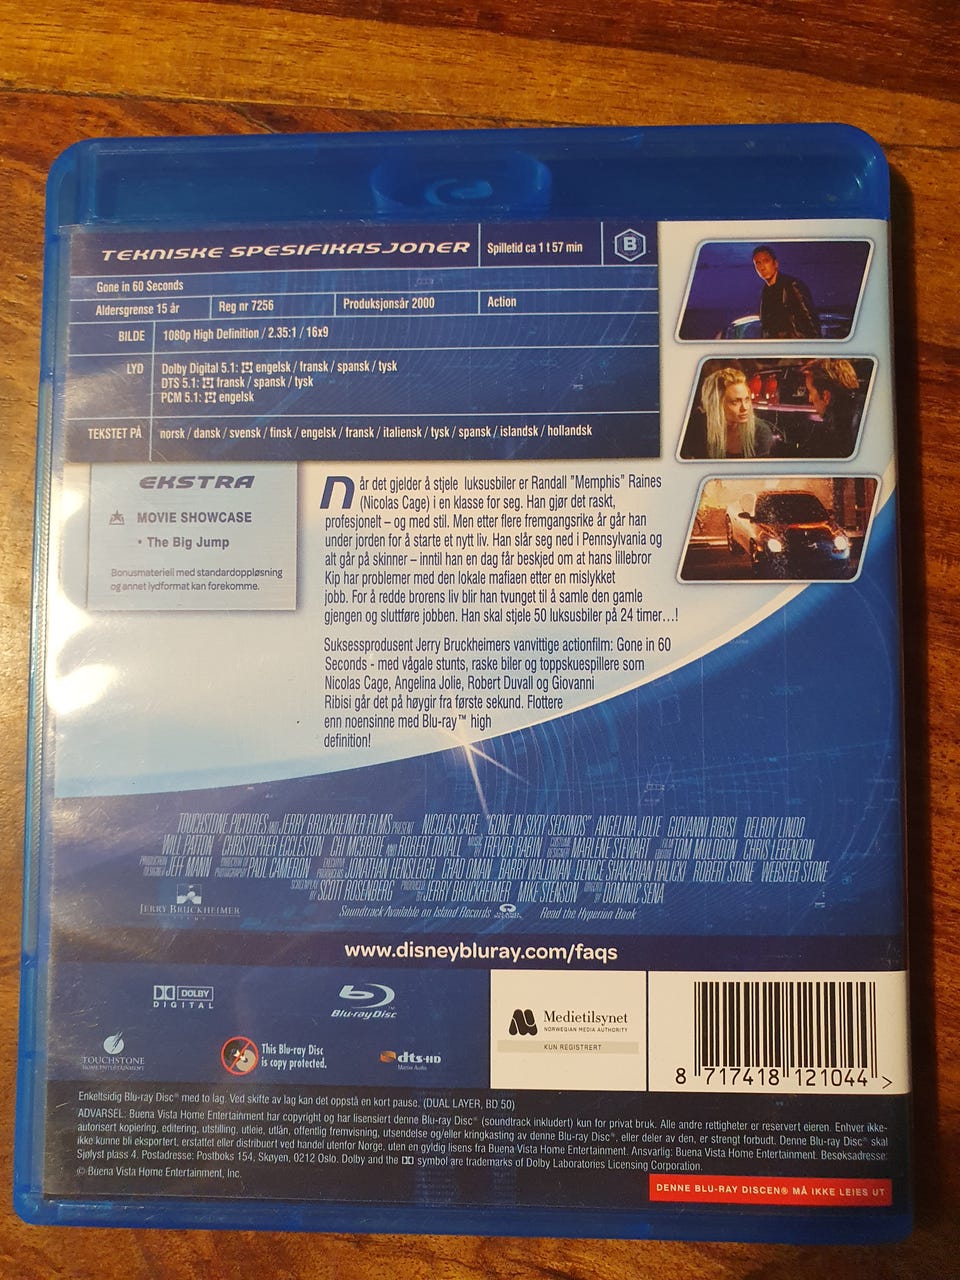 TEKNISKE SPESIFIKASJONER
Spilletid ca 1 t 57 min
B
Gone in 60 Seconds
Aldersgrense 15 år
Reg nr 7256
Produksjonsår 2000
Action
BILDE
1080p High Definition / 2.35:1 / 16x9
LYD
Dolby Digital 5.1: engelsk / fransk / spansk / tysk
DTS 5.1: fransk / spansk / tysk
PCM 5.1: engelsk
TEKSTET PÅ
norsk / dansk / svensk / finsk / engelsk / fransk / italiensk / tysk / spansk / islandsk / hollandsk
EKSTRA
MOVIE SHOWCASE
• The Big Jump
Bonusmateriell med standardoppløsning
og annet lydformat kan forekomme.
når det gjelder å stjele luksusbiler er Randall "Memphis" Raines
(Nicolas Cage) i en klasse for seg. Han gjør det raskt,
profesjonelt – og med stil. Men etter flere fremgangsrike år går han
under jorden for å starte et nytt liv. Han slår seg ned i Pennsylvania og
alt går på skinner – inntil han en dag får beskjed om at hans lillebror
Kip har problemer med den lokale mafiaen etter en mislykket
jobb. For å redde brorens liv blir han tvunget til å samle den gamle
gjengen og sluttføre jobben. Han skal stjele 50 luksusbiler på 24 timer...!
Suksessprodusent Jerry Bruckheimers vanvittige actionfilm: Gone in 60
Seconds - med vågale stunts, raske biler og toppskuespillere som
Nicolas Cage, Angelina Jolie, Robert Duvall og Giovanni
Ribisi går det på høygir fra første sekund. Flottere
enn noensinne med Blu-ray™ high
definition!
TOUCHSTONE PICTURES AND JERRY BRUCKHEIMER FILMS PRESENT NICOLAS CAGE "GONE IN SIXTY SECONDS" ANGELINA JOLIE GIOVANNI RIBISI DELROY LINDO
WILL PATTON CHRISTOPHER ECCLESTON CHI MCBRIDE AND ROBERT DUVALL MUSIC BY TREVOR RABIN COSTUME DESIGNER MARLENE STEWART FILM EDITOR TOM MULDOON CHRIS LEBENZON
PRODUCTION DESIGNER JEFF MANN DIRECTOR OF PHOTOGRAPHY PAUL CAMERON EXECUTIVE PRODUCERS JONATHAN HENSLEIGH CHAD OMAN BARRY WALDMAN DENICE SHAKARIAN HALICKI ROBERT STONE WEBSTER STONE
SCREENPLAY BY SCOTT ROSENBERG PRODUCED BY JERRY BRUCKHEIMER MIKE STENSON DIRECTED BY DOMINIC SENA
JERRY BRUCKHEIMER
FILMS
Soundtrack Available on Island Records
Read the Hyperion Book
www.disneybluray.com/faqs
DOLBY
DIGITAL
Blu-ray Disc
Medietilsynet
NORWEGIAN MEDIA AUTHORITY
KUN REGISTRERT
8 717418 121044 >
TOUCHSTONE
HOME ENTERTAINMENT
This Blu-ray Disc
is copy protected.
dts-HD
Master Audio
Enkeltsidig Blu-ray Disc® med to lag. Ved skifte av lag kan det oppstå en kort pause. (DUAL LAYER, BD 50)
ADVARSEL: Buena Vista Home Entertainment har copyright og har lisensiert denne Blu-ray Disc® (soundtrack inkludert) kun for privat bruk. Alle andre rettigheter er reservert eieren. Enhver ikke-
autorisert kopiering, editering, utstilling, utleie, utlån, offentlig fremvisning, utsendelse og/eller kringkasting av denne Blu-ray Disc®, eller deler av den, er strengt forbudt. Denne Blu-ray Disc® skal
ikke kunne bli eksportert, erstattet eller distribuert ved handel utenfor Norge, uten en gyldig lisens fra Buena Vista Home Entertainment. Ansvarlig: Buena Vista Home Entertainment. Besøksadresse:
Sjølyst plass 4. Postadresse: Postboks 154, Skøyen, 0212 Oslo. Dolby and the symbol are trademarks of Dolby Laboratories Licensing Corporation.
© Buena Vista Home Entertainment, Inc.
DENNE BLU-RAY DISCEN® MÅ IKKE LEIES UT